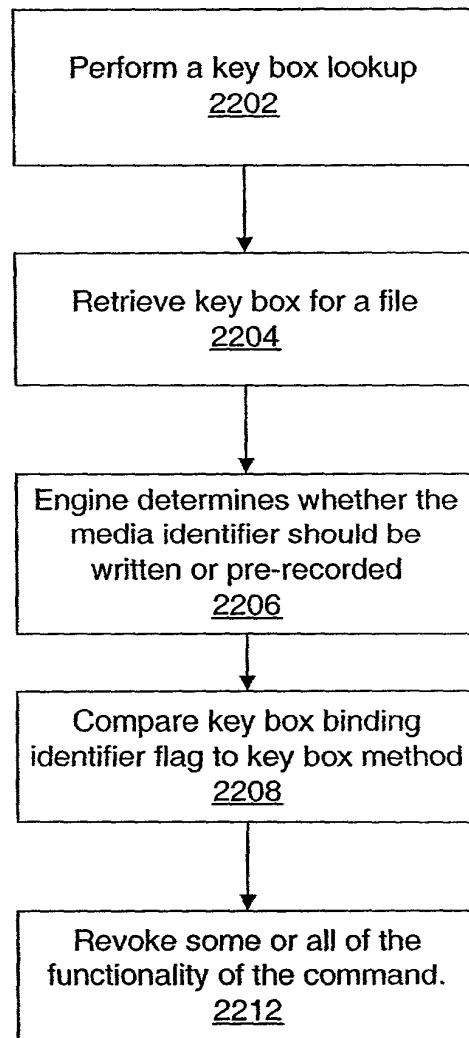 Perform a key box lookup
2202
Retrieve key box for a file
2204
Engine determines whether the
media identifier should be
written or pre-recorded
2206
Compare key box binding
identifier flag to key box method
2208
Revoke some or all of the
functionality of the command.
2212